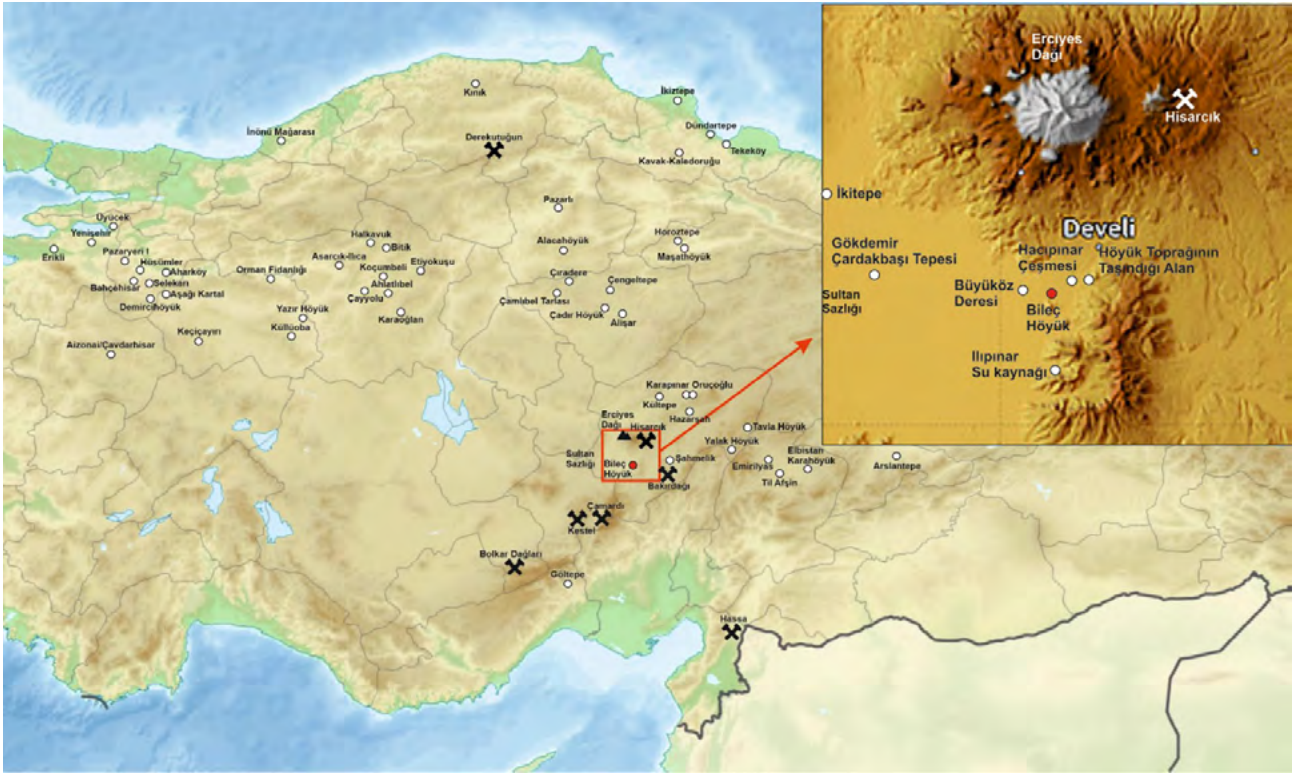 Kınık
İkiztepe
İnönü Mağarası
Derekutuğun
Dündartepe
Tekeköy
Kavak-Kaledoruğu
Pazarlı
Üyücek
Yenişehir
Erikli
Pazaryeri 1
Hüsümler
Aharköy
Bahçehisar
Selekarı
Demircihöyük
Aşağı Kartal
Orman Fidanlığı
Halkavuk
Bitik
Asarcık-Ilıca
Koçumbeli
Etiyokuşu
Ahlatlıbel
Çayyolu
Karaoğlan
Alacahöyük
Horoztepe
Maşathöyük
Çıradere
Çengeltepe
Çamlıbel Tarlası
Çadır Höyük
Alişar
Yazır Höyük
Küllüoba
Keçiçayırı
Aizonai/Çavdarhisar
Karapınar Oruçoğlu
Kültepe
Hazarşah
Erciyes
Dağı
Hisarcık
Tavla Höyük
Yalak Höyük
Sultan
Sazlığı
Bileç
Höyük
Şahmelik
Bakırdağı
Emirilyas
Elbistan
Karahöyük
Til Afşin
Arslantepe
Çamardı
Kestel
Bolkar Dağları
Göltepe
Hassa
Erciyes
Dağı
Hisarcık
İkitepe
Develi
Gökdemir
Çardakbaşı Tepesi
Hacıpınar
Çeşmesi
Höyük Toprağının
Taşındığı Alan
Büyüköz
Deresi
Sultan
Sazlığı
Bileç
Höyük
Ilıpınar
Su kaynağı